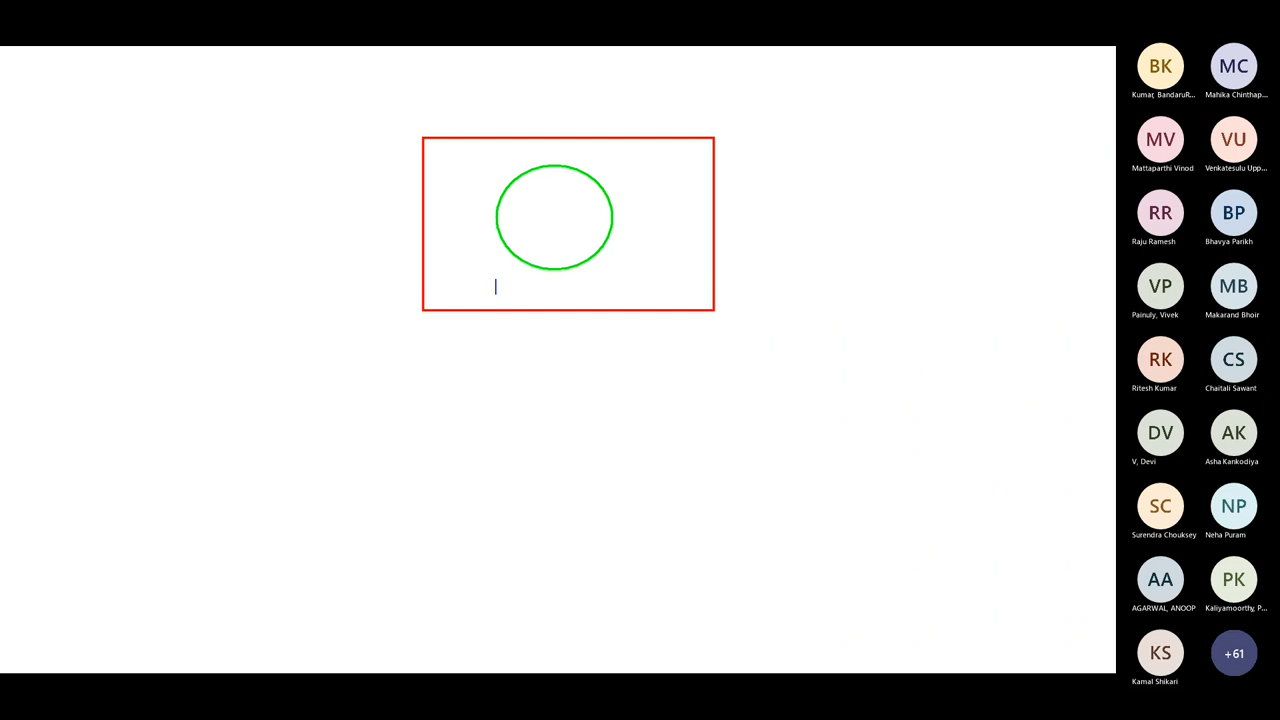 BK MC
Kumar, BandaruR... Mahika Chinthap...
MV VU
Mattaparthi Vinod Venkatesulu Upp...
RR BP
Raju Ramesh Bhavya Parikh
VP MB
Painuly, Vivek Makarand Bhoir
RK CS
Ritesh Kumar Chaitali Sawant
DV AK
V, Devi Asha Kankodiya
SC NP
Surendra Chouksey Neha Puram
AA PK
AGARWAL, ANOOP Kaliyamoorthy, P...
KS +61
Kamal Shikari